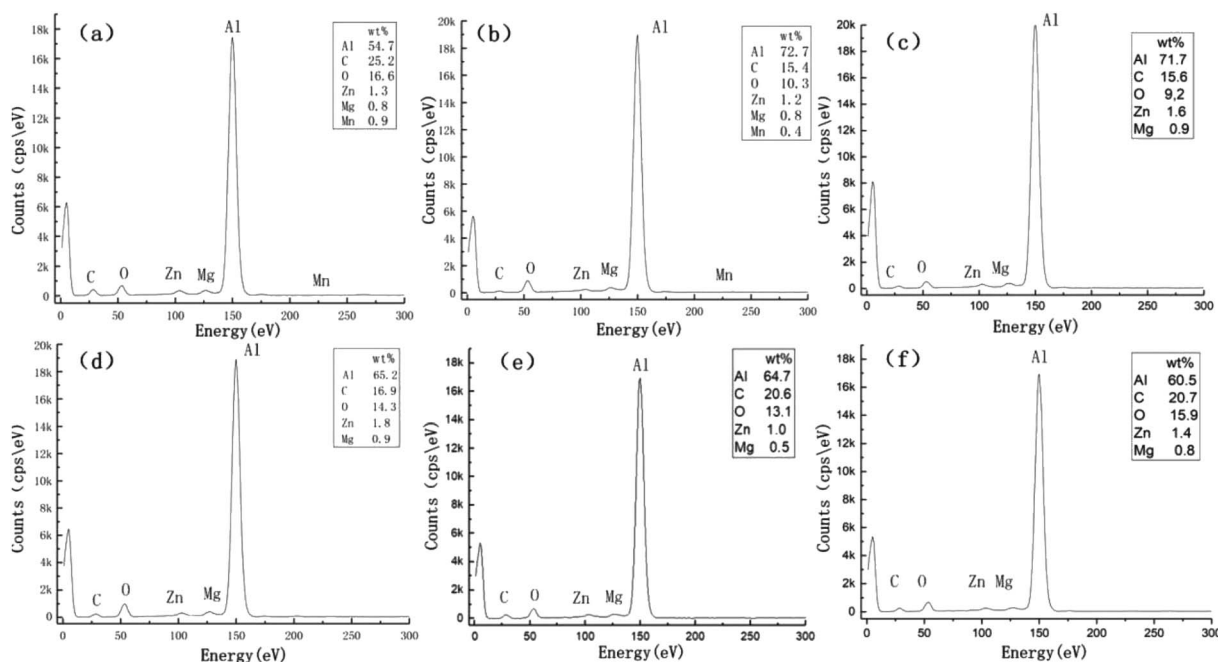 (a)
Al
wt%
Al 54.7
C 25.2
O 16.6
Zn 1.3
Mg 0.8
Mn 0.9
18k
16k
14k
12k
10k
8k
6k
4k
2k
0
Counts (cps\eV)
C O Zn Mg Mn
0 50 100 150 200 250 300
Energy(eV)
(b)
Al
wt%
Al 72.7
C 15.4
O 10.3
Zn 1.2
Mg 0.8
Mn 0.4
20k
18k
16k
14k
12k
10k
8k
6k
4k
2k
0
Counts (cps\eV)
C O Zn Mg Mn
0 50 100 150 200 250 300
Energy(eV)
(c)
Al
wt%
Al 71.7
C 15.6
O 9,2
Zn 1.6
Mg 0.9
20k
18k
16k
14k
12k
10k
8k
6k
4k
2k
0
Counts (cps\eV)
C O Zn Mg
0 50 100 150 200 250 300
Energy(eV)
(d)
Al
wt%
Al 65.2
C 16.9
O 14.3
Zn 1.8
Mg 0.9
20k
18k
16k
14k
12k
10k
8k
6k
4k
2k
0
Counts (cps\eV)
C O Zn Mg
0 50 100 150 200 250 300
Energy(eV)
(e)
Al
wt%
Al 64.7
C 20.6
O 13.1
Zn 1.0
Mg 0.5
18k
16k
14k
12k
10k
8k
6k
4k
2k
0
Counts (cps\eV)
C O Zn Mg
0 50 100 150 200 250 300
Energy(eV)
(f)
Al
wt%
Al 60.5
C 20.7
O 15.9
Zn 1.4
Mg 0.8
18k
16k
14k
12k
10k
8k
6k
4k
2k
0
Counts (cps\eV)
C O Zn Mg
0 50 100 150 200 250 300
Energy(eV)